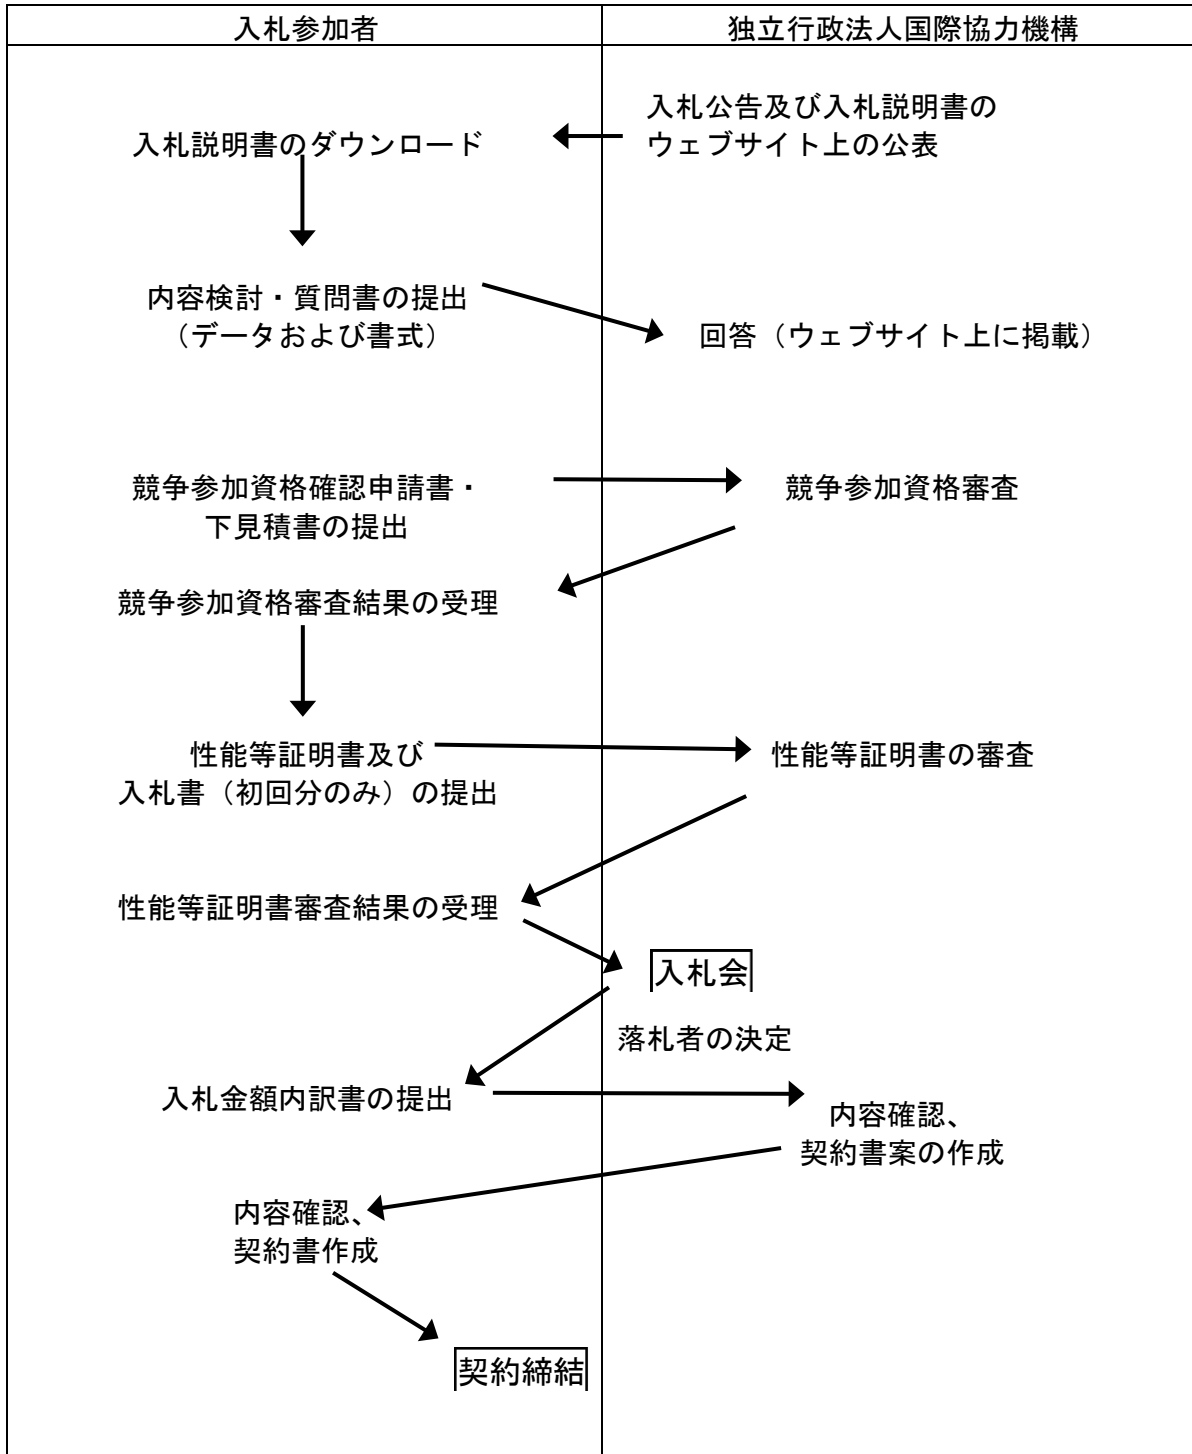 入札参加者
独立行政法人国際協力機構
入札公告及び入札説明書の
ウェブサイト上の公表
入札説明書のダウンロード
内容検討・質問書の提出
（データおよび書式）
回答（ウェブサイト上に掲載）
競争参加資格確認申請書・
下見積書の提出
競争参加資格審査
競争参加資格審査結果の受理
性能等証明書及び
入札書（初回分のみ）の提出
性能等証明書の審査
性能等証明書審査結果の受理
入札会
落札者の決定
入札金額内訳書の提出
内容確認、
契約書案の作成
内容確認、
契約書作成
契約締結